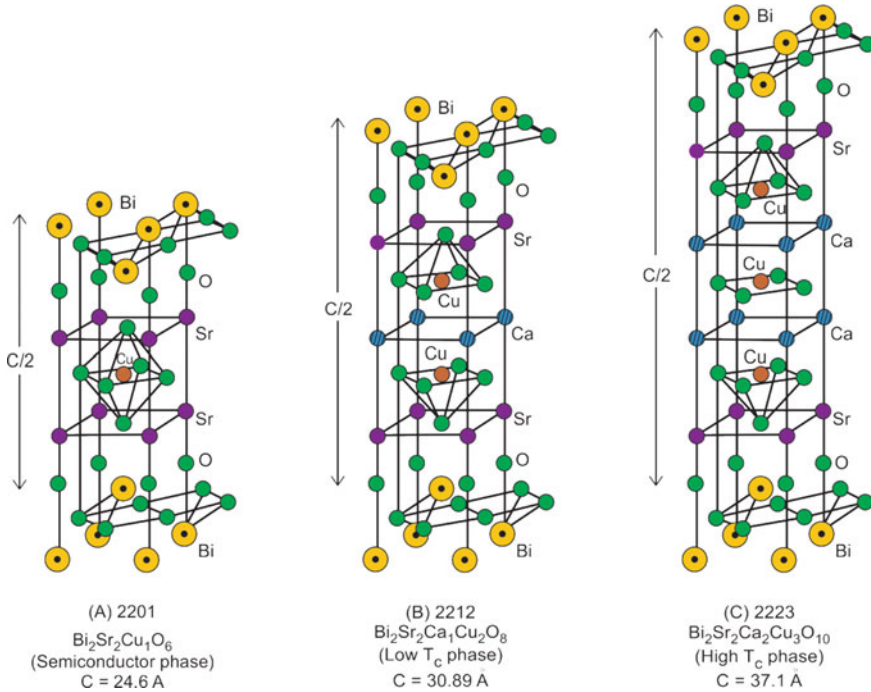 Bi
O
Sr
Cu
Sr
O
Bi
C/2
(A) 2201
Bi₂Sr₂Cu₁O₆
(Semiconductor phase)
C = 24.6 A
Bi
O
Sr
Cu
Ca
Cu
Sr
O
Bi
C/2
(B) 2212
Bi₂Sr₂Ca₁Cu₂O₈
(Low T꜀ phase)
C = 30.89 Å
Bi
O
Sr
Cu
Ca
Cu
Ca
Cu
Sr
O
Bi
C/2
(C) 2223
Bi₂Sr₂Ca₂Cu₃O₁₀
(High T꜀ phase)
C = 37.1 Å